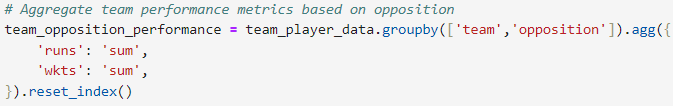 # Aggregate team performance metrics based on opposition
team_opposition_performance = team_player_data.groupby(['team','opposition']).agg({
    'runs': 'sum',
    'wkts': 'sum',
}).reset_index()